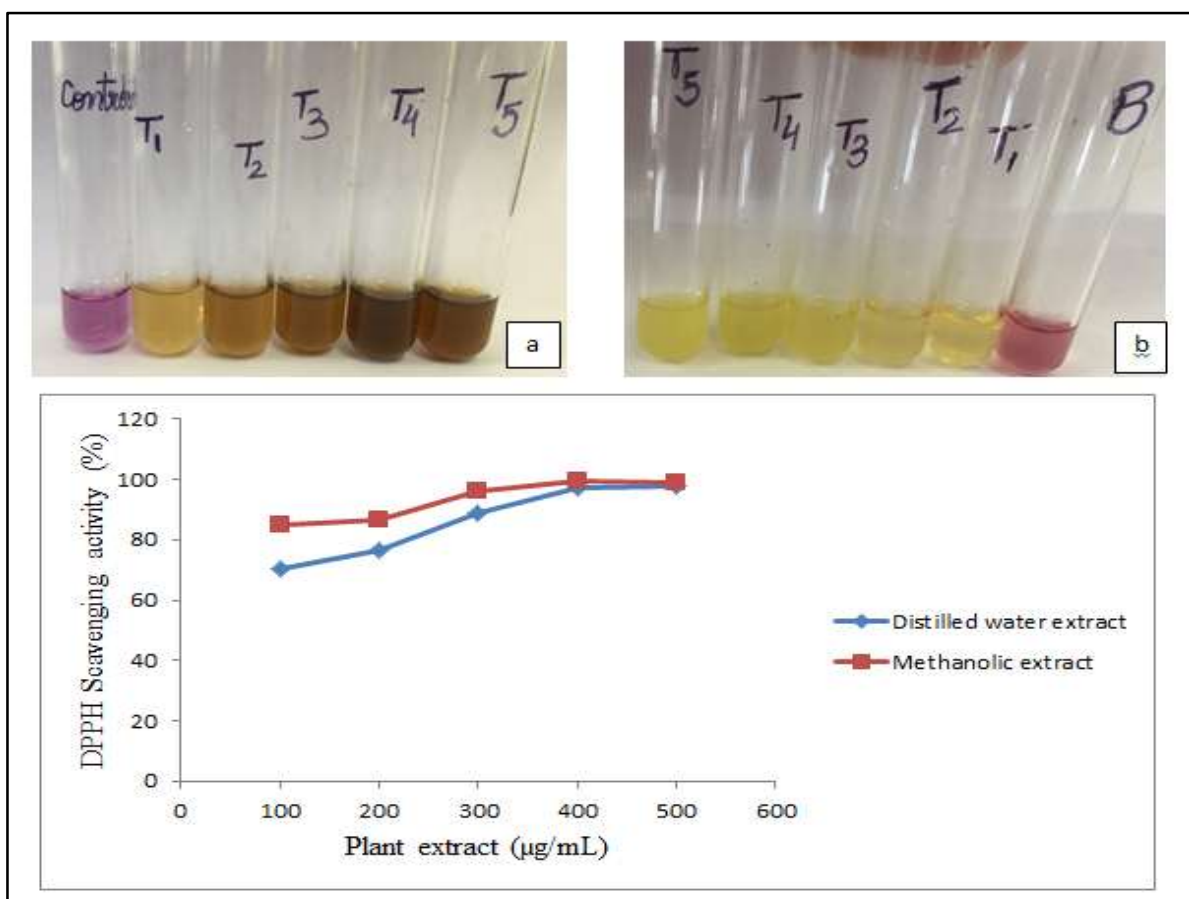 Control
T1
T2
T3
T4
T5
a
T5
T4
T3
T2
T1
B
b
120
100
80
60
40
20
0
DPPH Scavenging activity (%)
0 100 200 300 400 500 600
Plant extract (µg/mL)
Distilled water extract
Methanolic extract